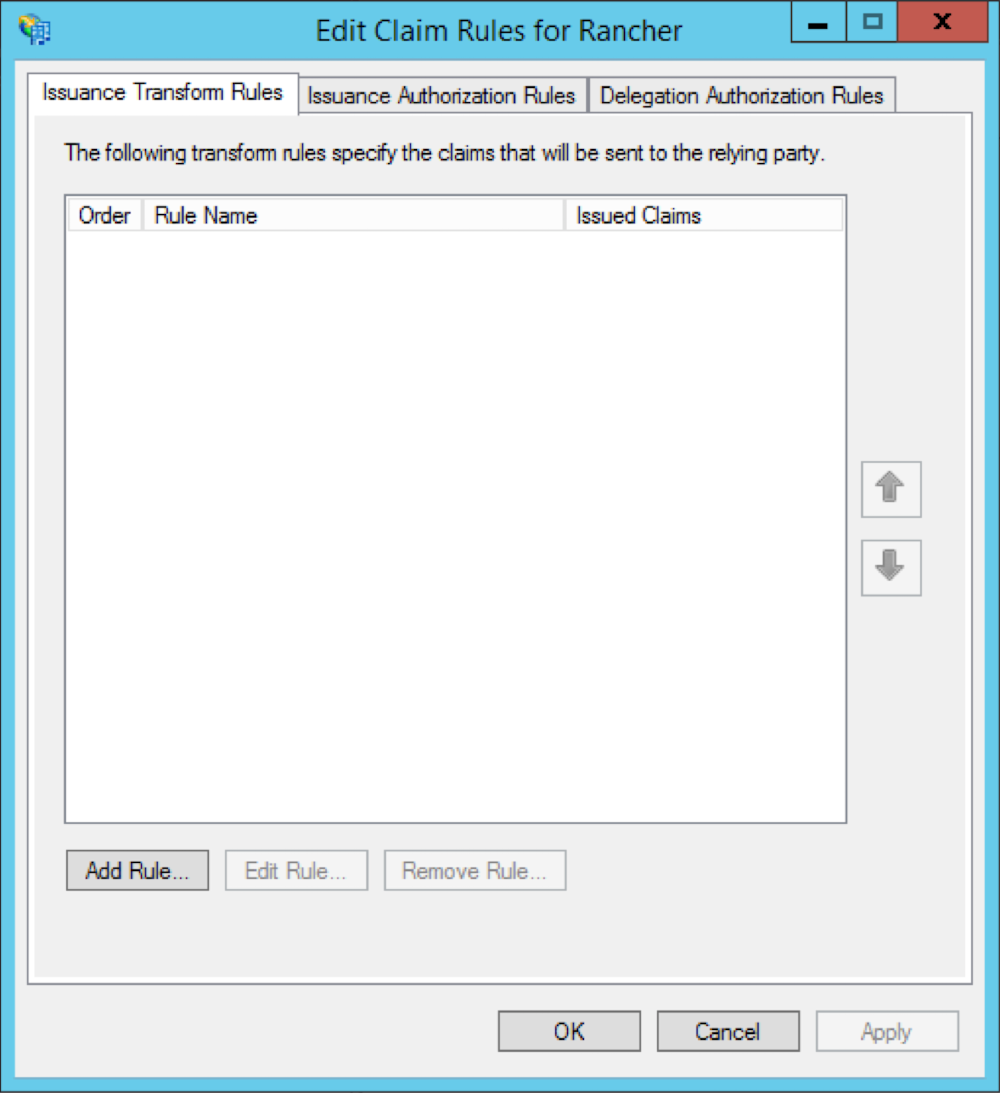 Edit Claim Rules for Rancher
Issuance Transform Rules Issuance Authorization Rules Delegation Authorization Rules
The following transform rules specify the claims that will be sent to the relying party.
Order Rule Name Issued Claims
Add Rule... Edit Rule... Remove Rule...
OK Cancel Apply